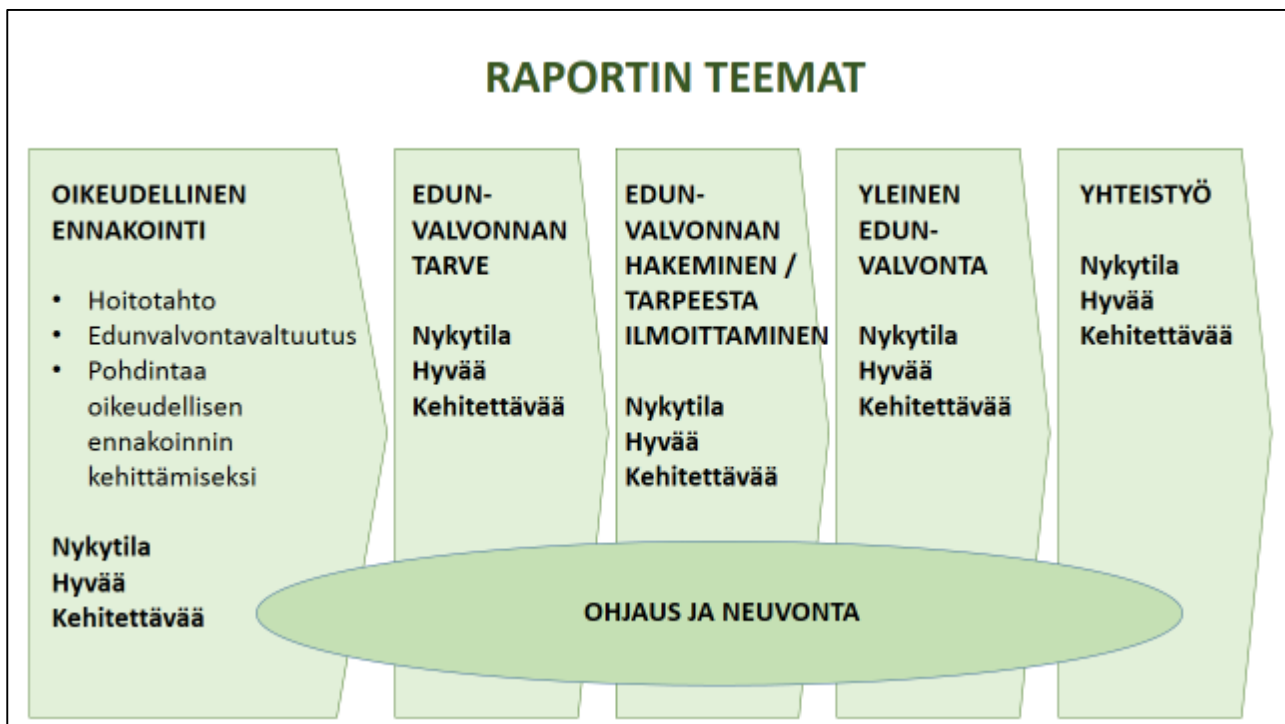 RAPORTIN TEEMAT
OIKEUDELLINEN
ENNAKOINTI
• Hoitotahto
• Edunvalvontavaltuutus
• Pohdintaa
oikeudellisen
ennakoinnin
kehittämiseksi
Nykytila
Hyvää
Kehitettävää
EDUN-
VALVONNAN
TARVE
Nykytila
Hyvää
Kehitettävää
EDUN-
VALVONNAN
HAKEMINEN /
TARPEESTA
ILMOITTAMINEN
Nykytila
Hyvää
Kehitettävää
YLEINEN
EDUN-
VALVONTA
Nykytila
Hyvää
Kehitettävää
YHTEISTYÖ
Nykytila
Hyvää
Kehitettävää
OHJAUS JA NEUVONTA